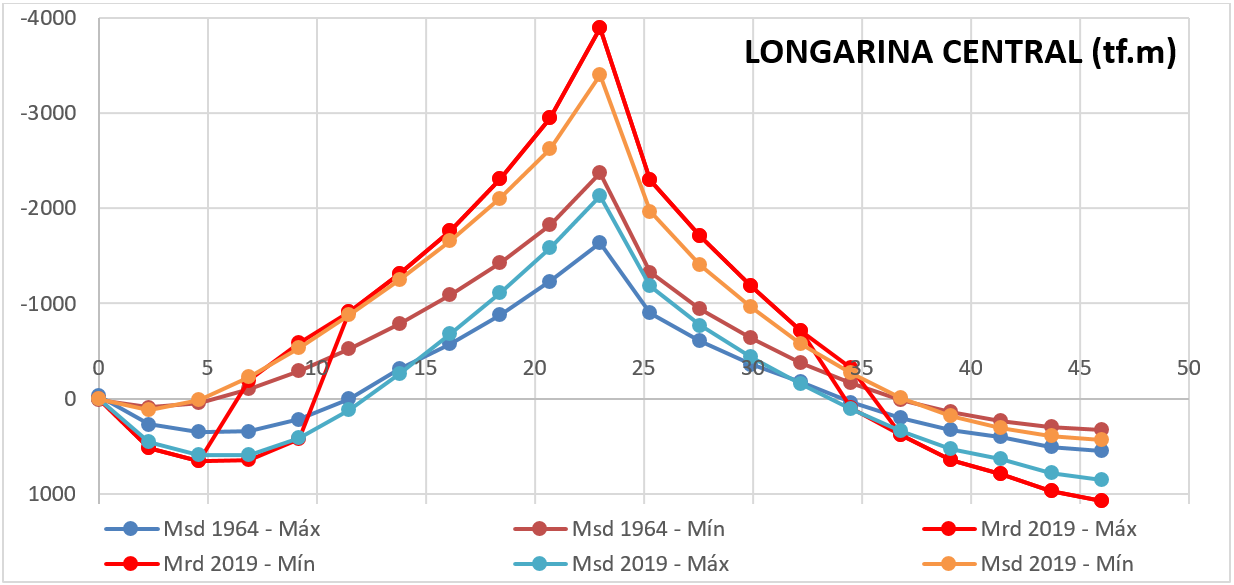 -4000
LONGARINA CENTRAL (tf.m)
-3000
-2000
-1000
0 5 10 15 20 25 30 35 40 45 50
0
1000
Msd 1964 - Máx Msd 1964 - Mín Mrd 2019 - Máx
Mrd 2019 - Mín Msd 2019 - Máx Msd 2019 - Mín